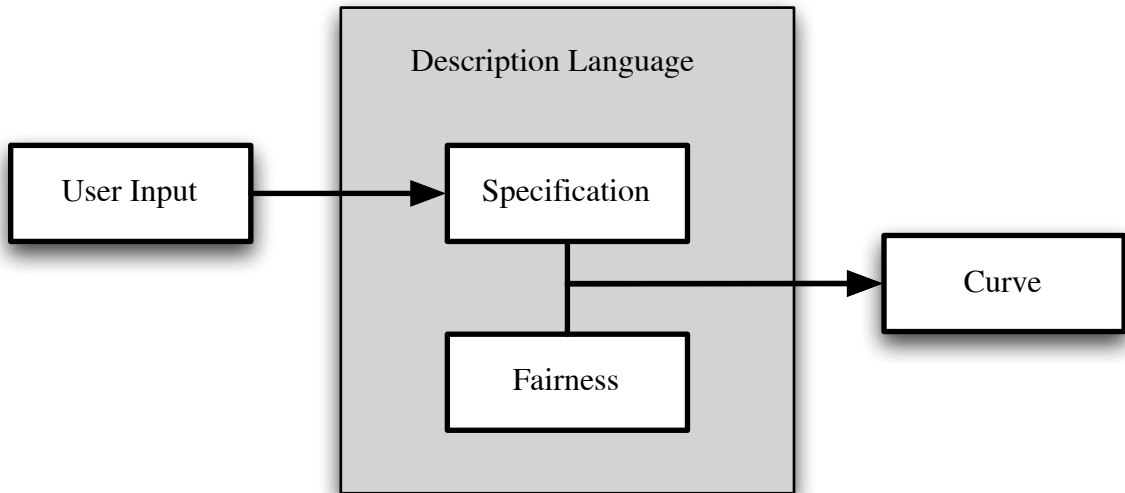 Description Language
User Input
Specification
Curve
Fairness